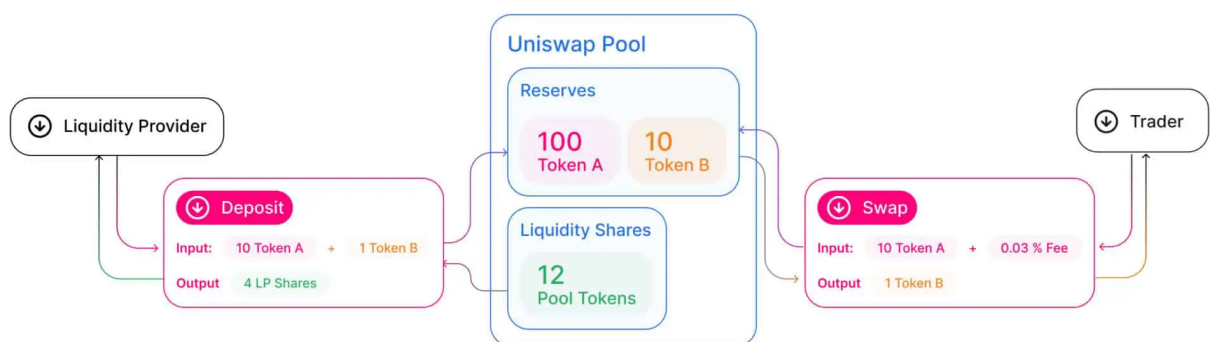 Liquidity Provider
Deposit
Input: 10 Token A + 1 Token B
Output 4 LP Shares
Uniswap Pool
Reserves
100 10
Token A Token B
Liquidity Shares
12
Pool Tokens
Trader
Swap
Input: 10 Token A + 0.03 % Fee
Output 1 Token B